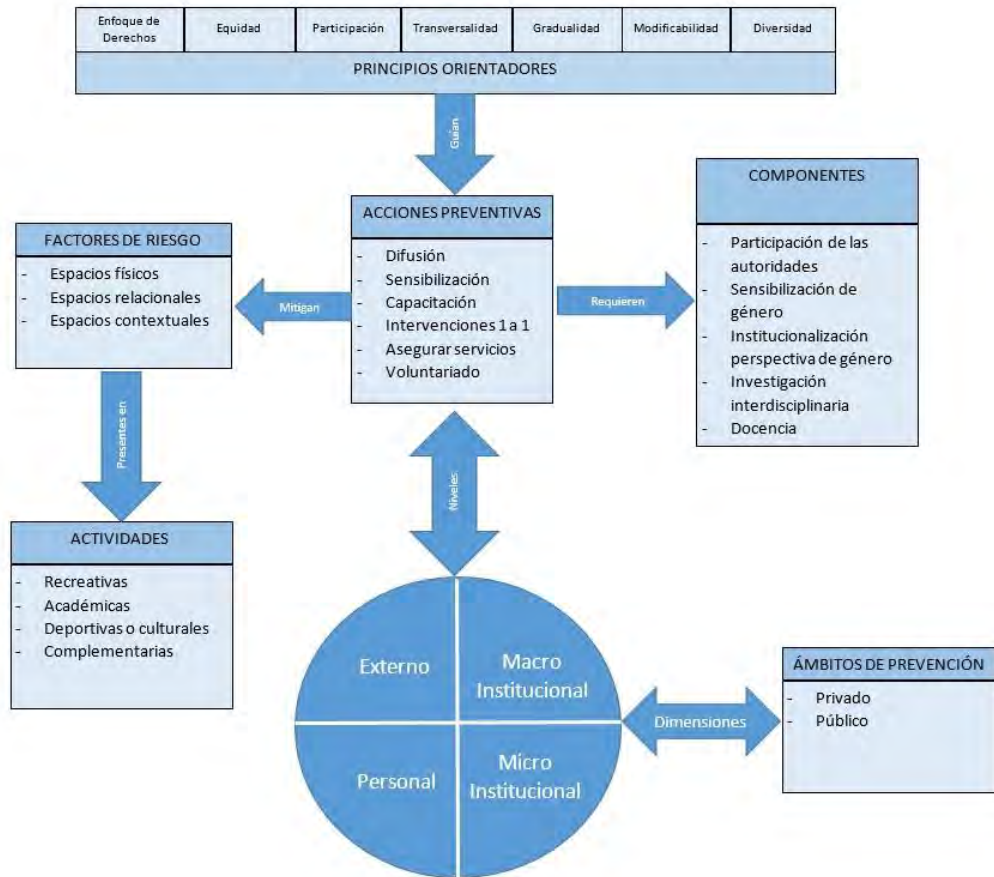 Enfoque de
Derechos
Equidad
Participación
Transversalidad
Gradualidad
Modificabilidad
Diversidad
PRINCIPIOS ORIENTADORES
Guían
COMPONENTES
- Participación de las
autoridades
- Sensibilización de
género
- Institucionalización
perspectiva de género
- Investigación
interdisciplinaria
- Docencia
ACCIONES PREVENTIVAS
- Difusión
- Sensibilización
- Capacitación
- Intervenciones 1 a 1
- Asegurar servicios
- Voluntariado
Requieren
Mitigan
FACTORES DE RIESGO
- Espacios físicos
- Espacios relacionales
- Espacios contextuales
Presentes en
ACTIVIDADES
- Recreativas
- Académicas
- Deportivas o culturales
- Complementarias
Niveles
Externo
Macro
Institucional
Personal
Micro
Institucional
Dimensiones
ÁMBITOS DE PREVENCIÓN
- Privado
- Público